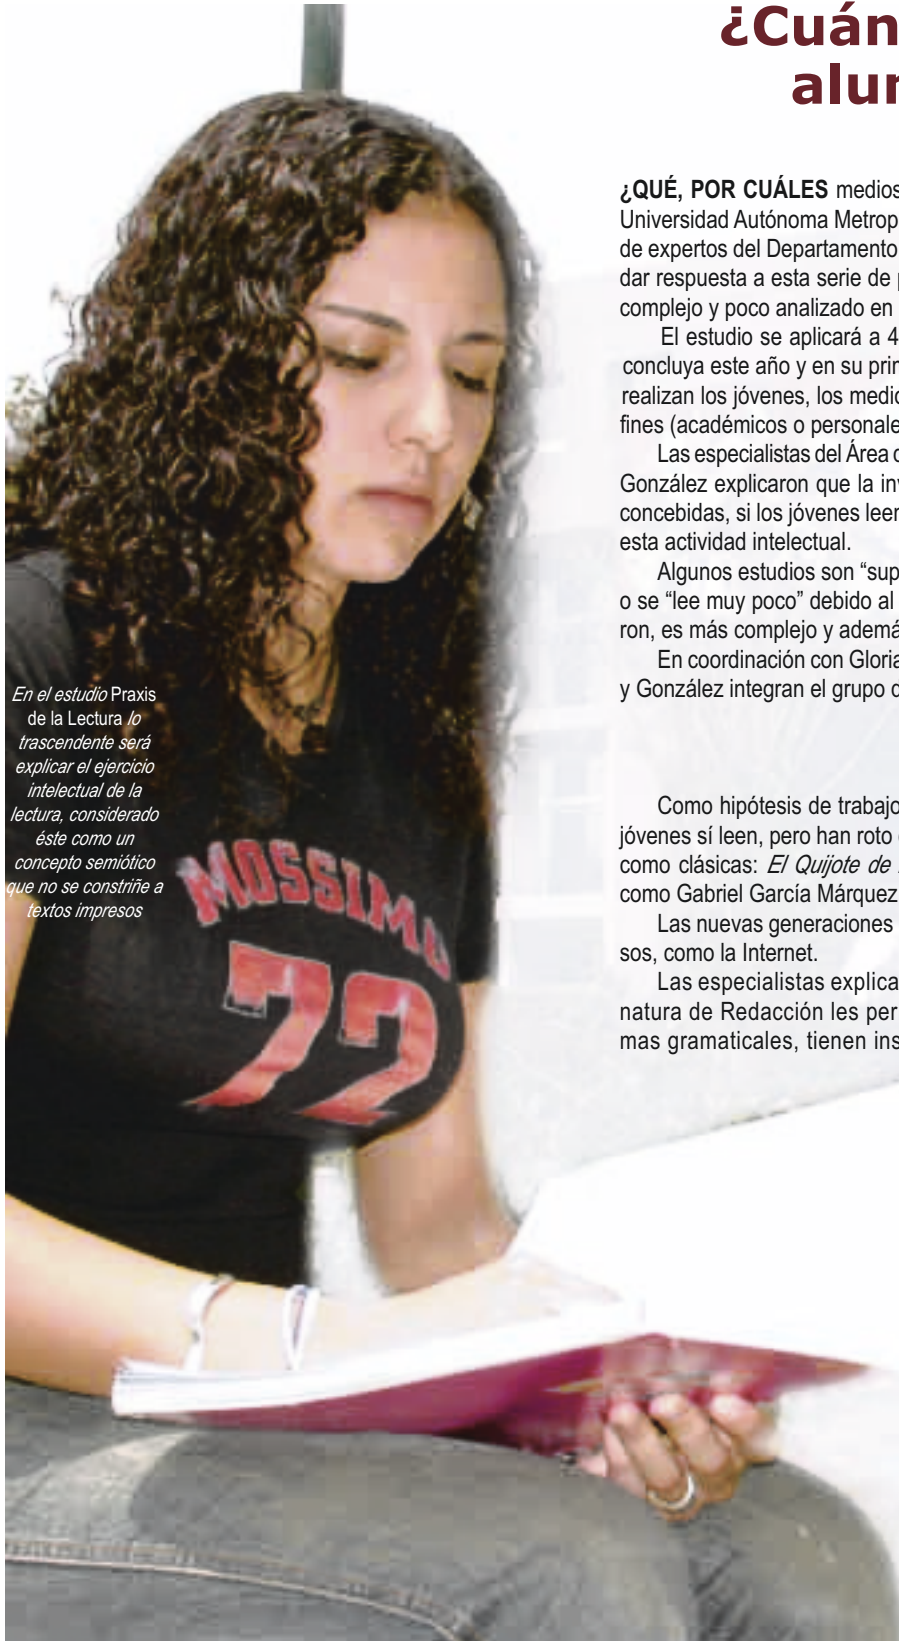 ¿Cuán
alur
¿QUÉ, POR CUÁLES medios
Universidad Autónoma Metrop
de expertos del Departamento
dar respuesta a esta serie de
complejo y poco analizado en
El estudio se aplicará a 4
concluya este año y en su prin
realizan los jóvenes, los medic
fines (académicos o personale
Las especialistas del Área
González explicaron que la inv
concebidas, si los jóvenes leer
esta actividad intelectual.
Algunos estudios son “sup
o se “lee muy poco” debido al
ron, es más complejo y ademá
En coordinación con Gloria
y González integran el grupo
Como hipótesis de trabajo
jóvenes sí leen, pero han roto
como clásicas: El Quijote de
como Gabriel García Márquez
Las nuevas generaciones
sos, como la Internet.
Las especialistas explica
natura de Redacción les per
mas gramaticales, tienen ins
En el estudio Praxis
de la Lectura lo
trascendente será
explicar el ejercicio
intelectual de la
lectura, considerado
éste como un
concepto semiótico
que no se constriñe a
textos impresos
MOSSIMO
72